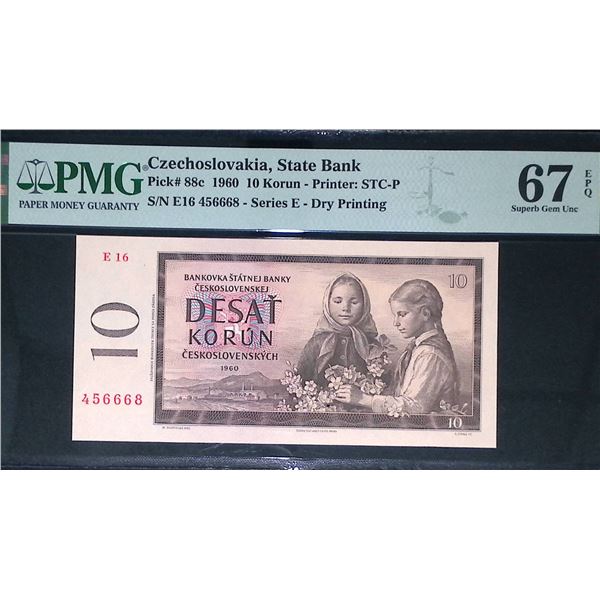 PMG
PAPER MONEY GUARANTY
Czechoslovakia, State Bank
Pick# 88c 1960 10 Korun - Printer: STC-P
S/N E16 456668 - Series E - Dry Printing
67
EPQ
Superb Gem Unc
E 16
10
456668
BANKOVKA ŠTÁTNEJ BANKY
ČESKOSLOVENSKEJ
DESAŤ
KORÚN
ČESKOSLOVENSKÝCH
1960
10
10